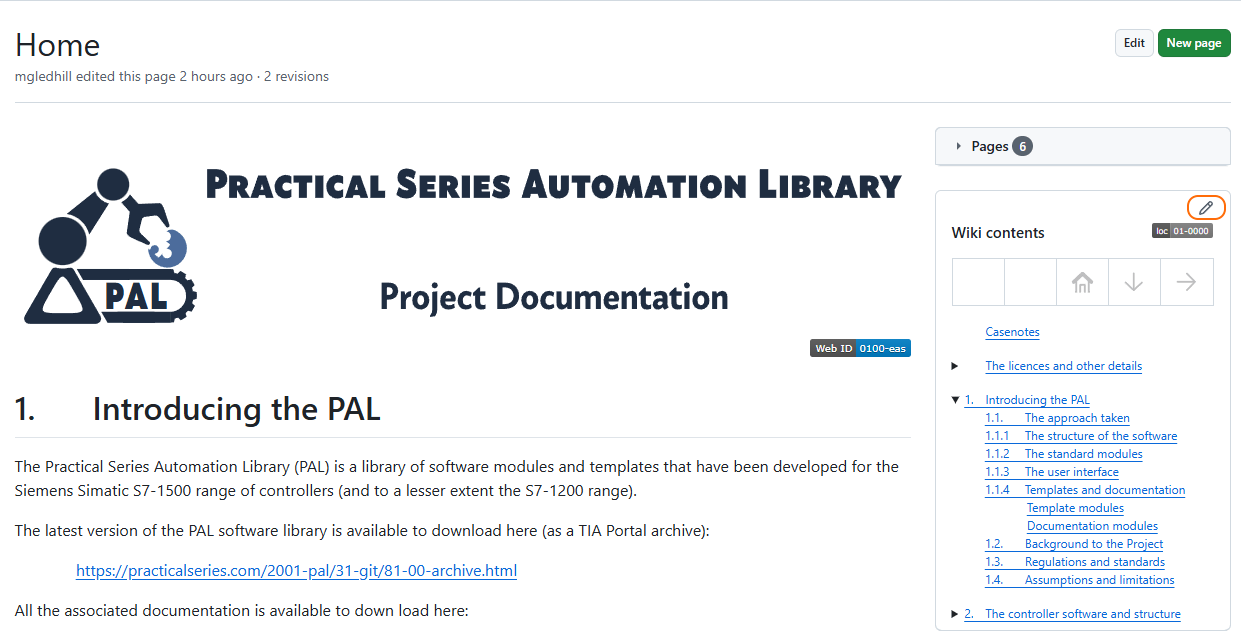 Home
Edit
New page
mgledhill edited this page 2 hours ago · 2 revisions
PRACTICAL SERIES AUTOMATION LIBRARY
PAL
Project Documentation
Web ID 0100-eas
1. Introducing the PAL
The Practical Series Automation Library (PAL) is a library of software modules and templates that have been developed for the
Siemens Simatic S7-1500 range of controllers (and to a lesser extent the S7-1200 range).
The latest version of the PAL software library is available to download here (as a TIA Portal archive):
https://practicalseries.com/2001-pal/31-git/81-00-archive.html
All the associated documentation is available to down load here:
Pages 6
Wiki contents
loc 01-0000
Casenotes
The licences and other details
1. Introducing the PAL
1.1. The approach taken
1.1.1 The structure of the software
1.1.2 The standard modules
1.1.3 The user interface
1.1.4 Templates and documentation
Template modules
Documentation modules
1.2. Background to the Project
1.3. Regulations and standards
1.4. Assumptions and limitations
2. The controller software and structure